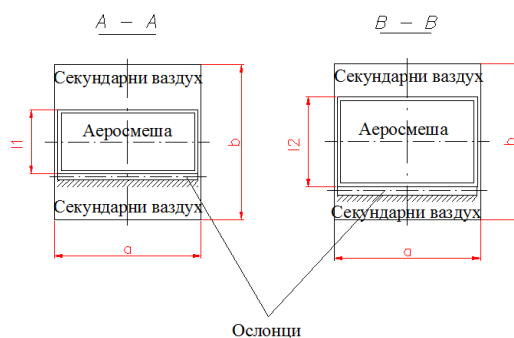 A - A
B - B
Секундарни ваздух
Аеросмеша
Секундарни ваздух
l1
b
a
Секундарни ваздух
Аеросмеша
Секундарни ваздух
l2
a
Ослонци